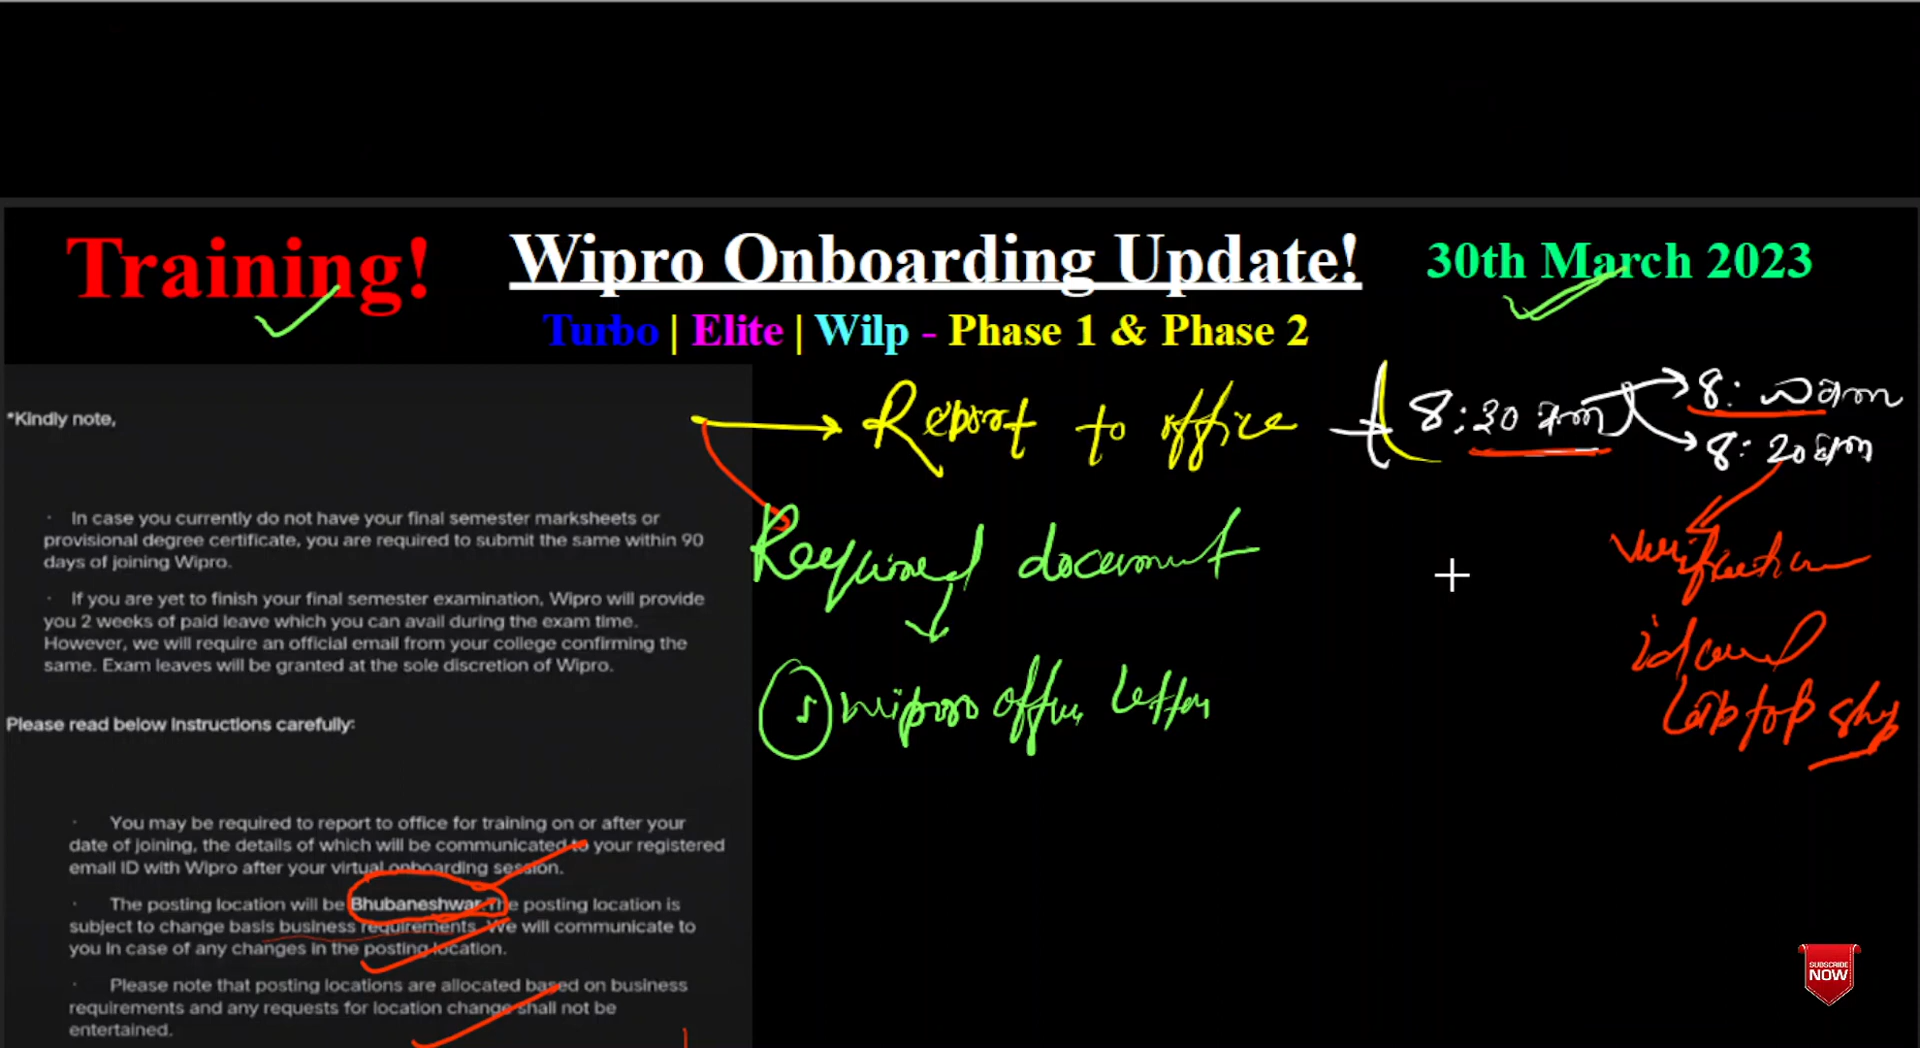 Training!
Wipro Onboarding Update!
30th March 2023
Turbo | Elite | Wilp - Phase 1 & Phase 2
*Kindly note,
· In case you currently do not have your final semester marksheets or
provisional degree certificate, you are required to submit the same within 90
days of joining Wipro.
· If you are yet to finish your final semester examination, Wipro will provide
you 2 weeks of paid leave which you can avail during the exam time.
However, we will require an official email from your college confirming the
same. Exam leaves will be granted at the sole discretion of Wipro.
Please read below Instructions carefully:
· You may be required to report to office for training on or after your
date of joining, the details of which will be communicated to your registered
email ID with Wipro after your virtual onboarding session.
· The posting location will be Bhubaneshwar. The posting location is
subject to change basis business requirements. We will communicate to
you in case of any changes in the posting location.
· Please note that posting locations are allocated based on business
requirements and any requests for location change shall not be
entertained.
Report to office
8:30 am
8: 00 am
8: 20 am
Required document
wipro offer letter
verification
id card
laptop
SUBSCRIBE
NOW